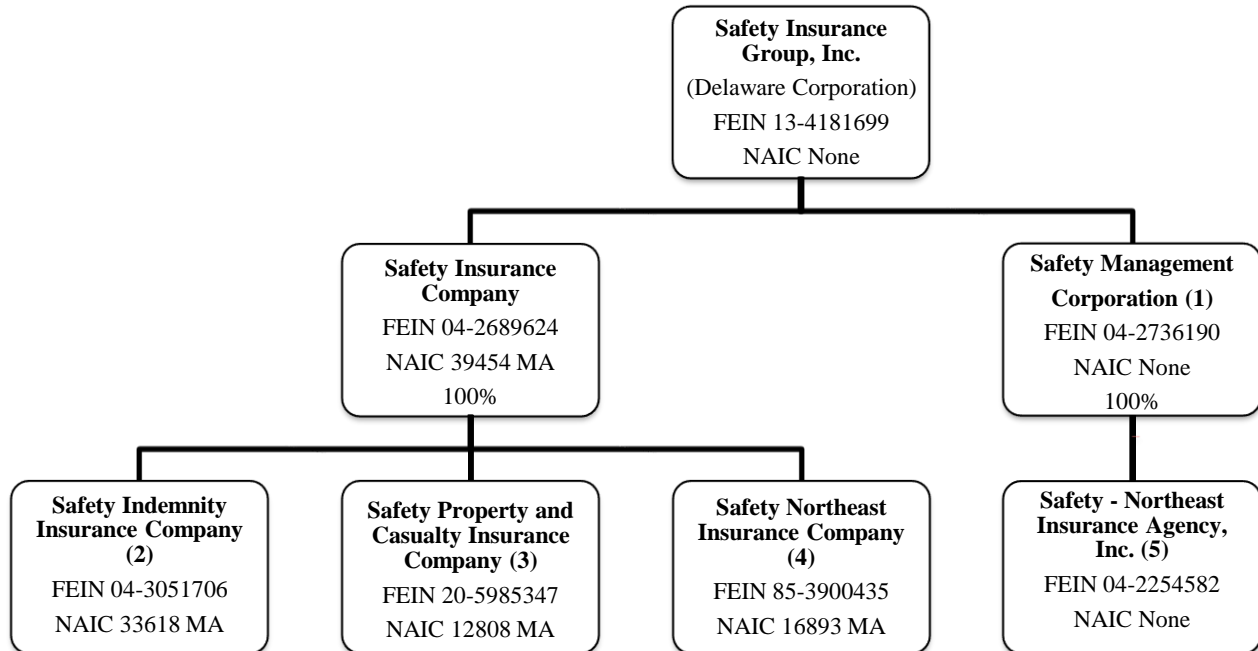 Safety Insurance
Group, Inc.
(Delaware Corporation)
FEIN 13-4181699
NAIC None
Safety Insurance
Company
FEIN 04-2689624
NAIC 39454 MA
100%
Safety Management
Corporation (1)
FEIN 04-2736190
NAIC None
100%
Safety Indemnity
Insurance Company
(2)
FEIN 04-3051706
NAIC 33618 MA
Safety Property and
Casualty Insurance
Company (3)
FEIN 20-5985347
NAIC 12808 MA
Safety Northeast
Insurance Company
(4)
FEIN 85-3900435
NAIC 16893 MA
Safety - Northeast
Insurance Agency,
Inc. (5)
FEIN 04-2254582
NAIC None